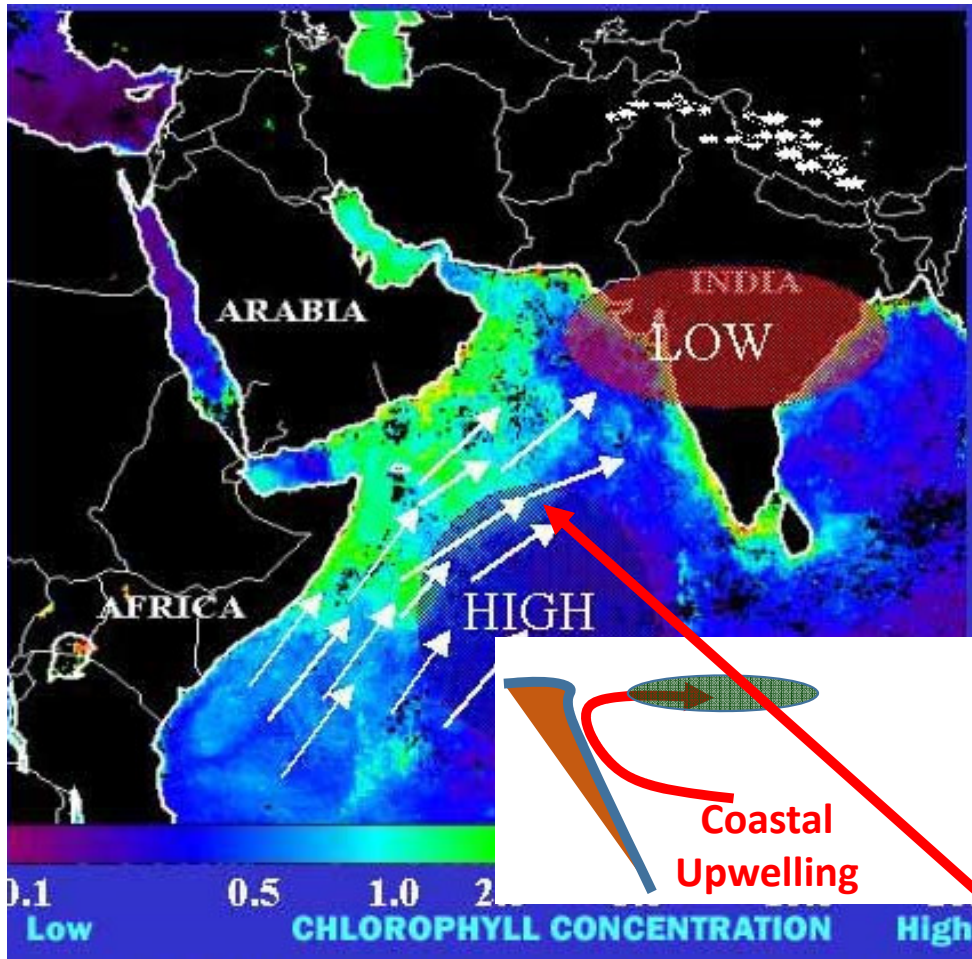 INDIA
LOW
ARABIA
AFRICA
HIGH
Coastal
Upwelling
0.1 0.5 1.0
Low CHLOROPHYLL CONCENTRATION High